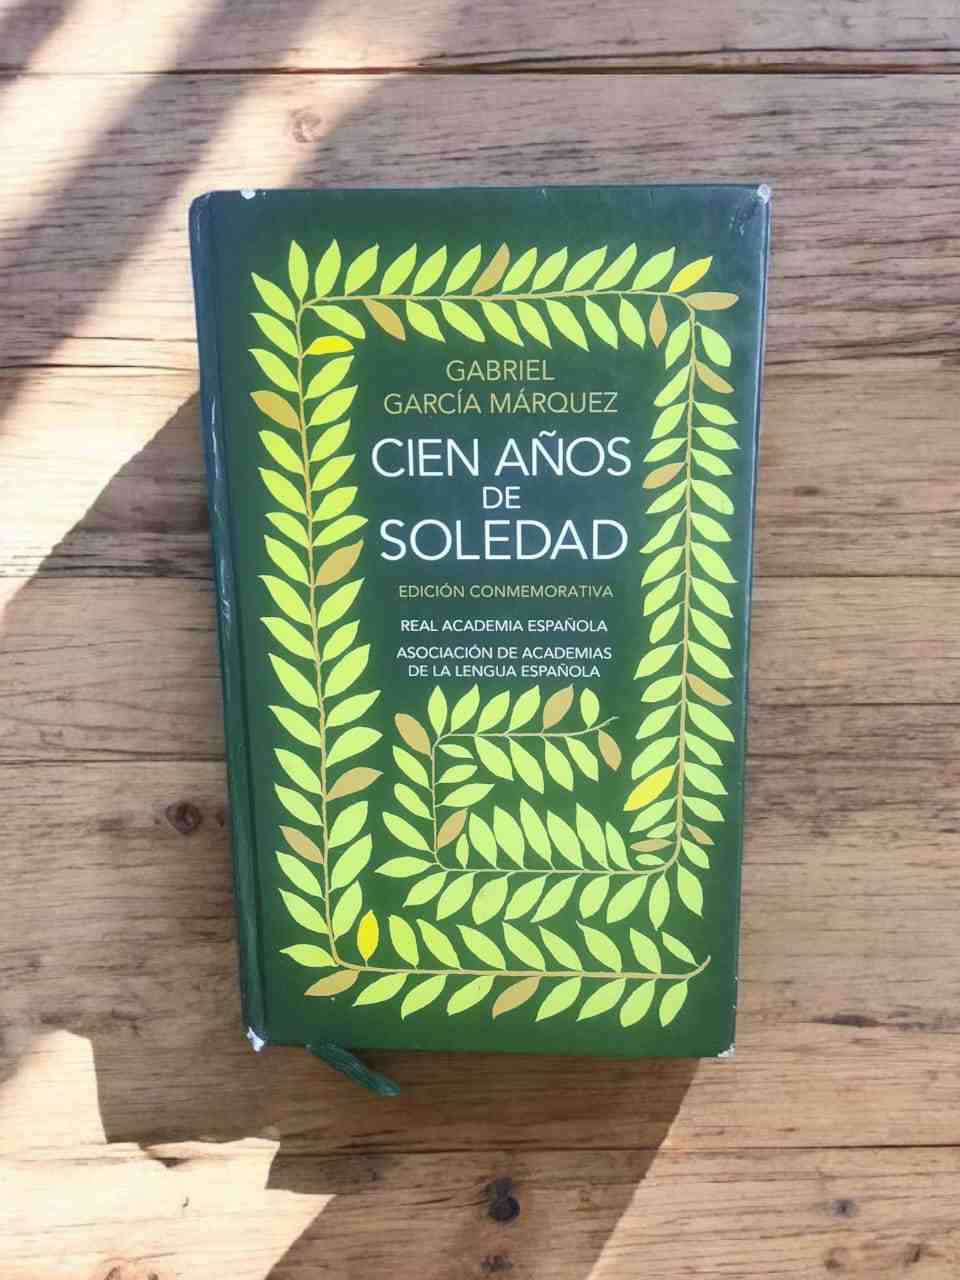 GABRIEL
GARCÍA MÁRQUEZ
CIEN AÑOS
DE
SOLEDAD
EDICIÓN CONMEMORATIVA
REAL ACADEMIA ESPAÑOLA
ASOCIACIÓN DE ACADEMIAS
DE LA LENGUA ESPAÑOLA